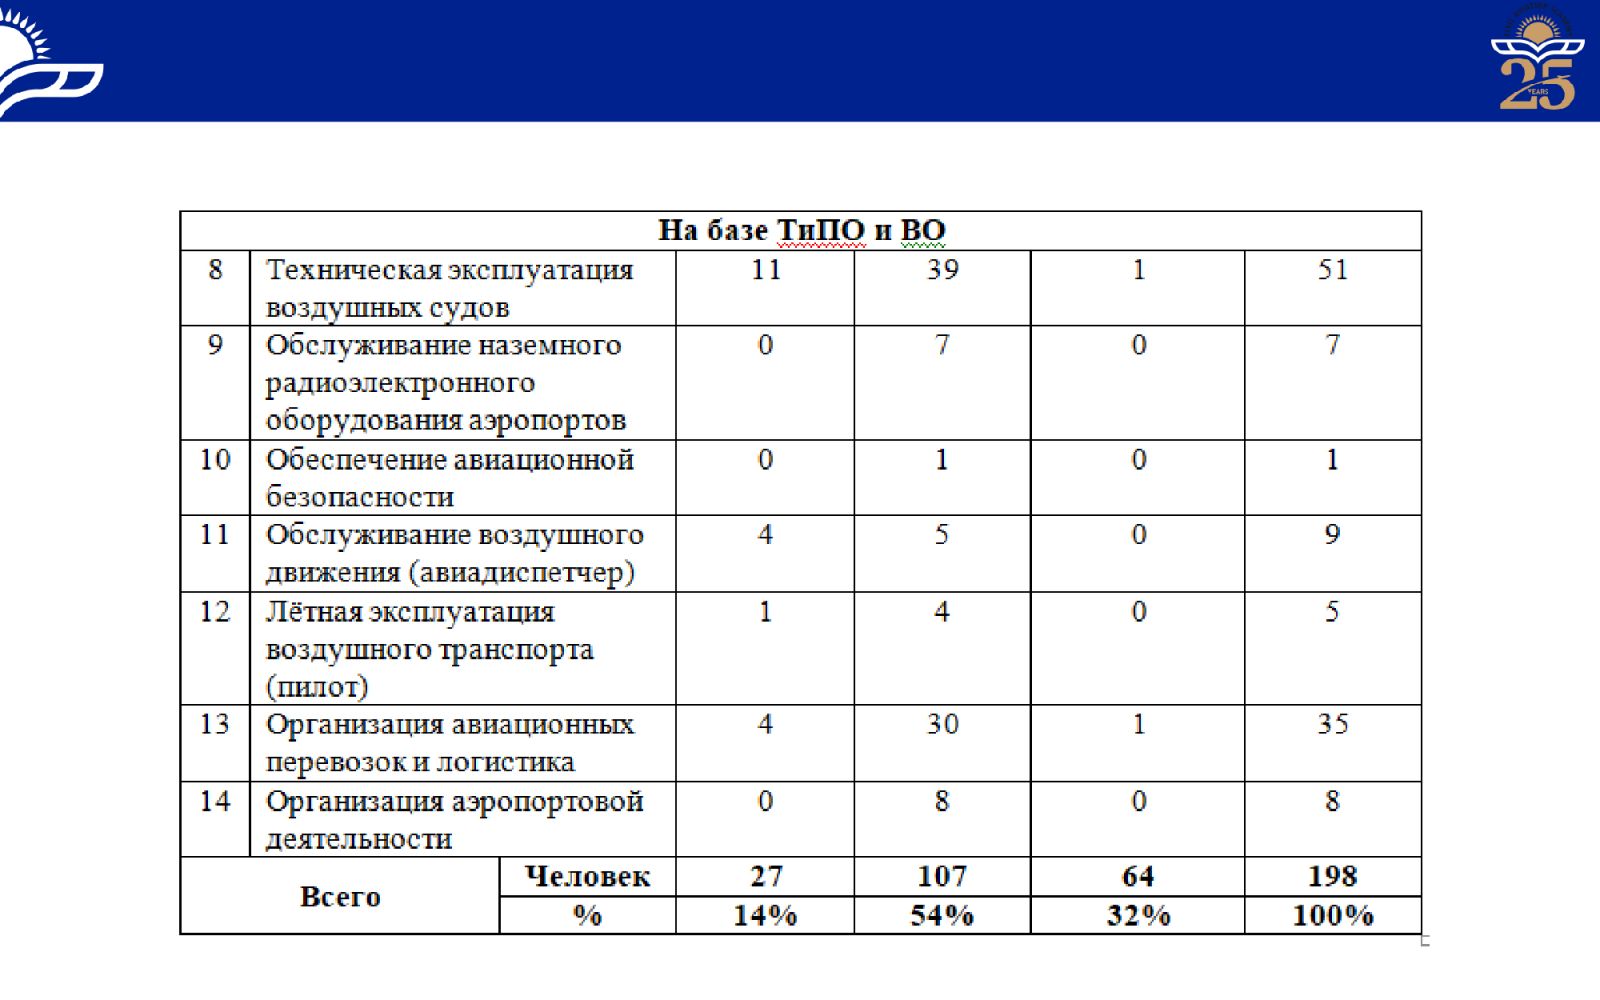 25
YEARS
На базе ТиПО и ВО
8 Техническая эксплуатация 11 39 1 51
воздушных судов
9 Обслуживание наземного 0 7 0 7
радиоэлектронного
оборудования аэропортов
10 Обеспечение авиационной 0 1 0 1
безопасности
11 Обслуживание воздушного 4 5 0 9
движения (авиадиспетчер)
12 Лётная эксплуатация 1 4 0 5
воздушного транспорта
(пилот)
13 Организация авиационных 4 30 1 35
перевозок и логистика
14 Организация аэропортовой 0 8 0 8
деятельности
Всего Человек 27 107 64 198
% 14% 54% 32% 100%